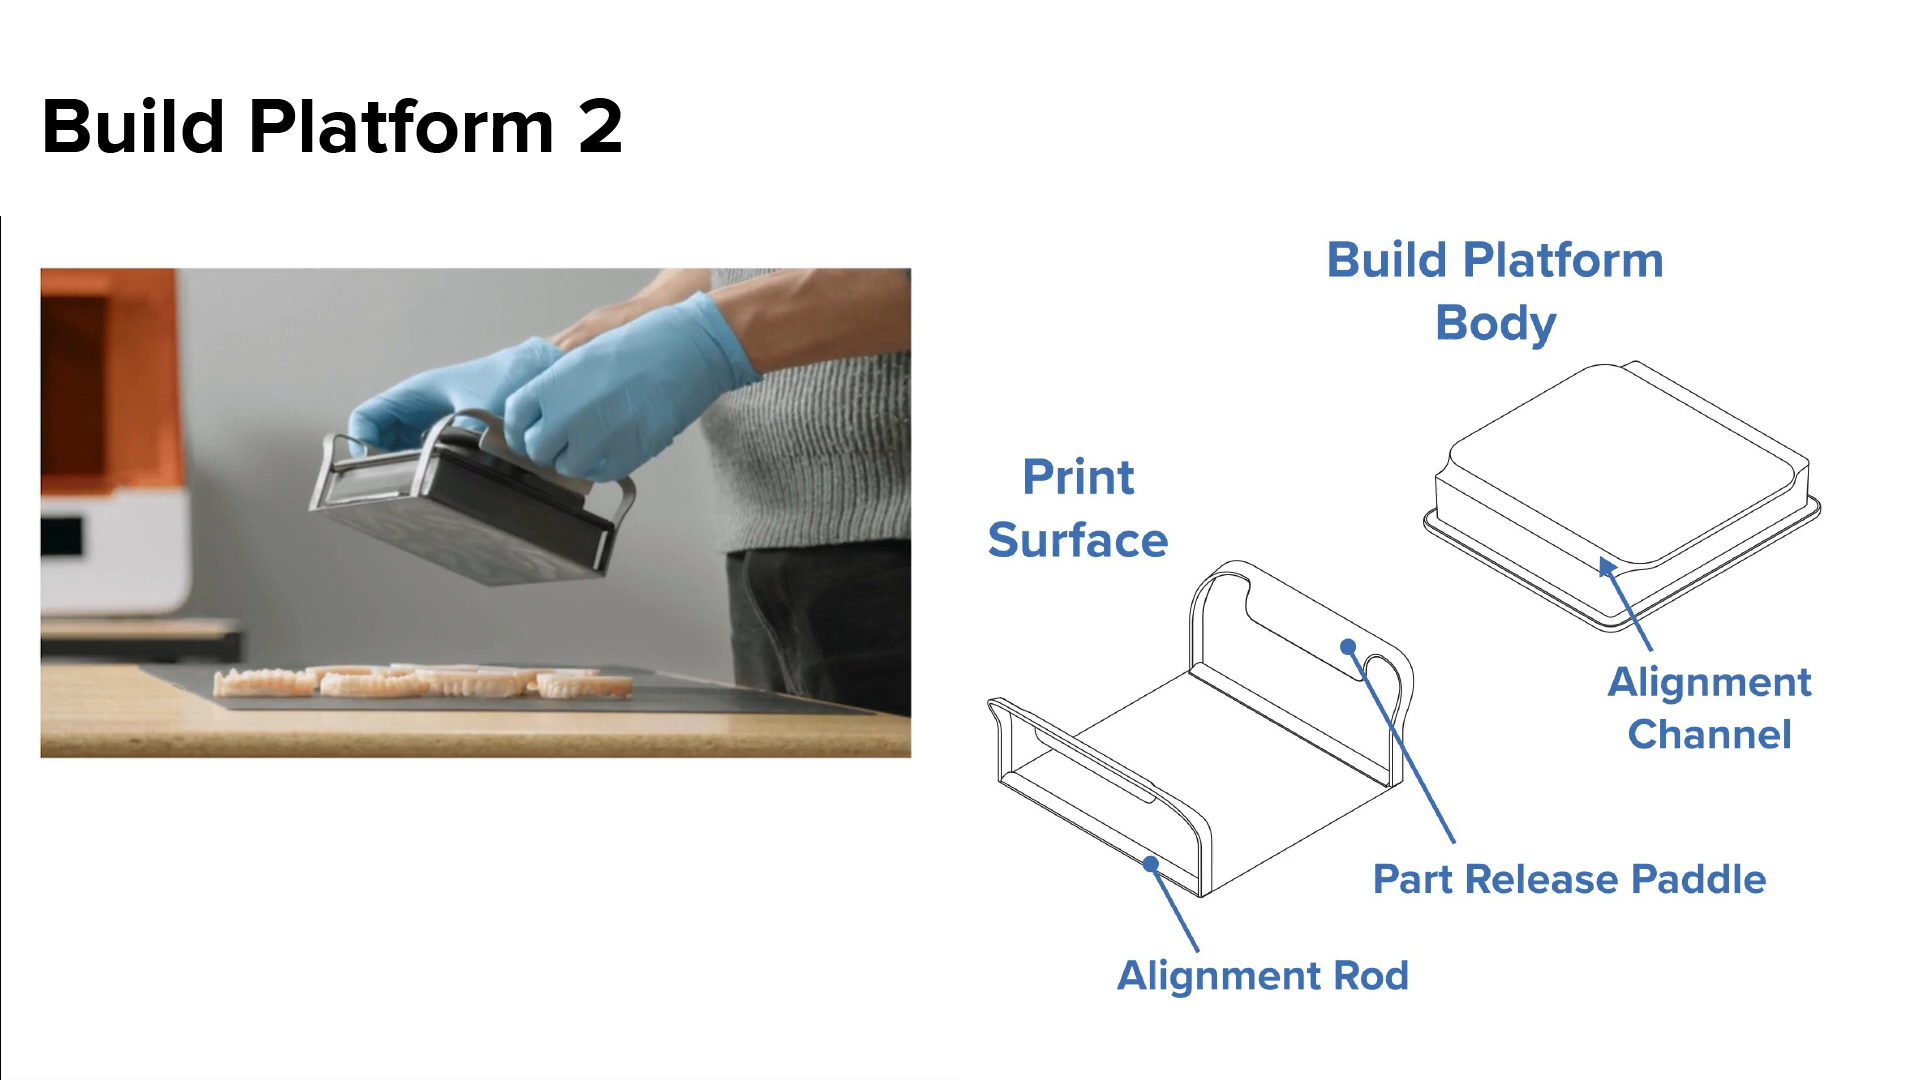 Build Platform 2
Build Platform
Body
Print
Surface
Alignment
Channel
Part Release Paddle
Alignment Rod